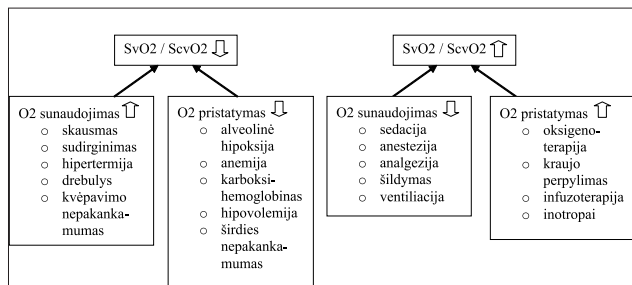 SvO2 / ScvO2
SvO2 / ScvO2
O2 sunaudojimas
○ skausmas
○ sudirginimas
○ hipertermija
○ drebulys
○ kvėpavimo
nepakanka-
mumas
O2 pristatymas
○ alveolinė
hipoksija
○ anemija
○ karboksi-
hemoglobinas
○ hipovolemija
○ širdies
nepakanka-
mumas
O2 sunaudojimas
○ sedacija
○ anestezija
○ analgezija
○ šildymas
○ ventiliacija
O2 pristatymas
○ oksigeno-
terapija
○ kraujo
perpylimas
○ infuzoterapija
○ inotropai